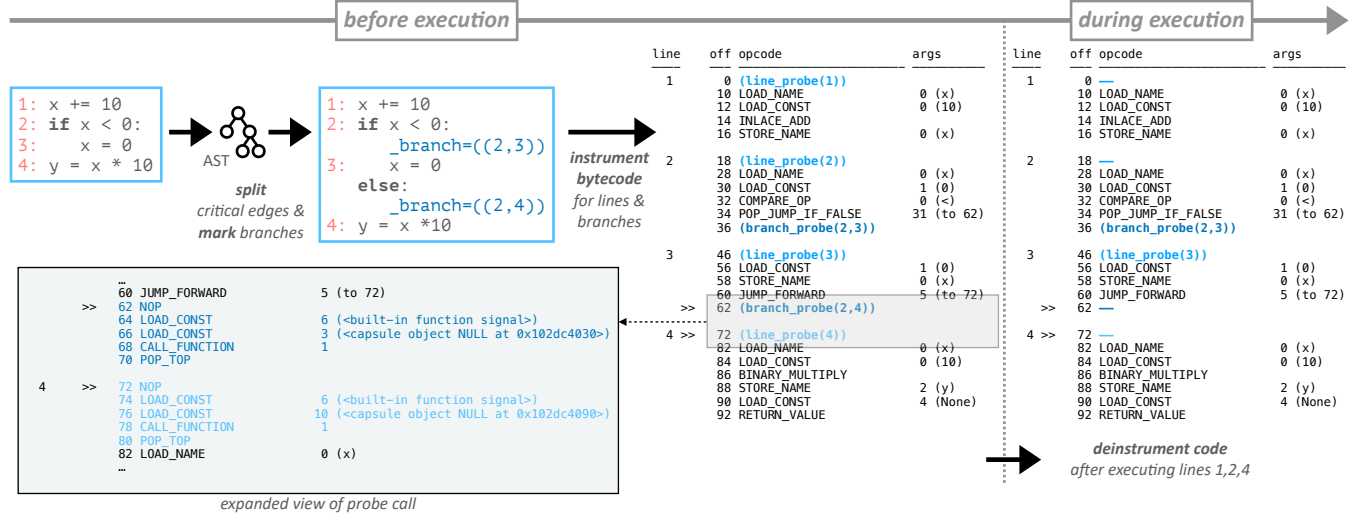 before execution
during execution
1: x += 10
2: if x < 0:
3:     x = 0
4: y = x * 10
AST
split
critical edges &
mark branches
1: x += 10
2: if x < 0:
_branch=((2,3))
3:     x = 0
else:
_branch=((2,4))
4: y = x *10
instrument
bytecode
for lines &
branches
line off opcode args
1 0 (line_probe(1))
10 LOAD_NAME 0 (x)
12 LOAD_CONST 0 (10)
14 INLACE_ADD
16 STORE_NAME 0 (x)
2 18 (line_probe(2))
28 LOAD_NAME 0 (x)
30 LOAD_CONST 1 (0)
32 COMPARE_OP 0 (<)
34 POP_JUMP_IF_FALSE 31 (to 62)
36 (branch_probe(2,3))
3 46 (line_probe(3))
56 LOAD_CONST 1 (0)
58 STORE_NAME 0 (x)
60 JUMP_FORWARD 5 (to 72)
>> 62 (branch_probe(2,4))
4 >> 72 (line_probe(4))
82 LOAD_NAME 0 (x)
84 LOAD_CONST 0 (10)
86 BINARY_MULTIPLY
88 STORE_NAME 2 (y)
90 LOAD_CONST 4 (None)
92 RETURN_VALUE
line off opcode args
1 0 —
10 LOAD_NAME 0 (x)
12 LOAD_CONST 0 (10)
14 INLACE_ADD
16 STORE_NAME 0 (x)
2 18 —
28 LOAD_NAME 0 (x)
30 LOAD_CONST 1 (0)
32 COMPARE_OP 0 (<)
34 POP_JUMP_IF_FALSE 31 (to 62)
36 (branch_probe(2,3))
3 46 (line_probe(3))
56 LOAD_CONST 1 (0)
58 STORE_NAME 0 (x)
60 JUMP_FORWARD 5 (to 72)
>> 62 —
4 >> 72 —
82 LOAD_NAME 0 (x)
84 LOAD_CONST 0 (10)
86 BINARY_MULTIPLY
88 STORE_NAME 2 (y)
90 LOAD_CONST 4 (None)
92 RETURN_VALUE
deinstrument code
after executing lines 1,2,4
…
60 JUMP_FORWARD 5 (to 72)
>> 62 NOP
64 LOAD_CONST 6 (<built-in function signal>)
66 LOAD_CONST 3 (<capsule object NULL at 0x102dc4030>)
68 CALL_FUNCTION 1
70 POP_TOP
4 >> 72 NOP
74 LOAD_CONST 6 (<built-in function signal>)
76 LOAD_CONST 10 (<capsule object NULL at 0x102dc4090>)
78 CALL_FUNCTION 1
80 POP_TOP
82 LOAD_NAME 0 (x)
…
expanded view of probe call